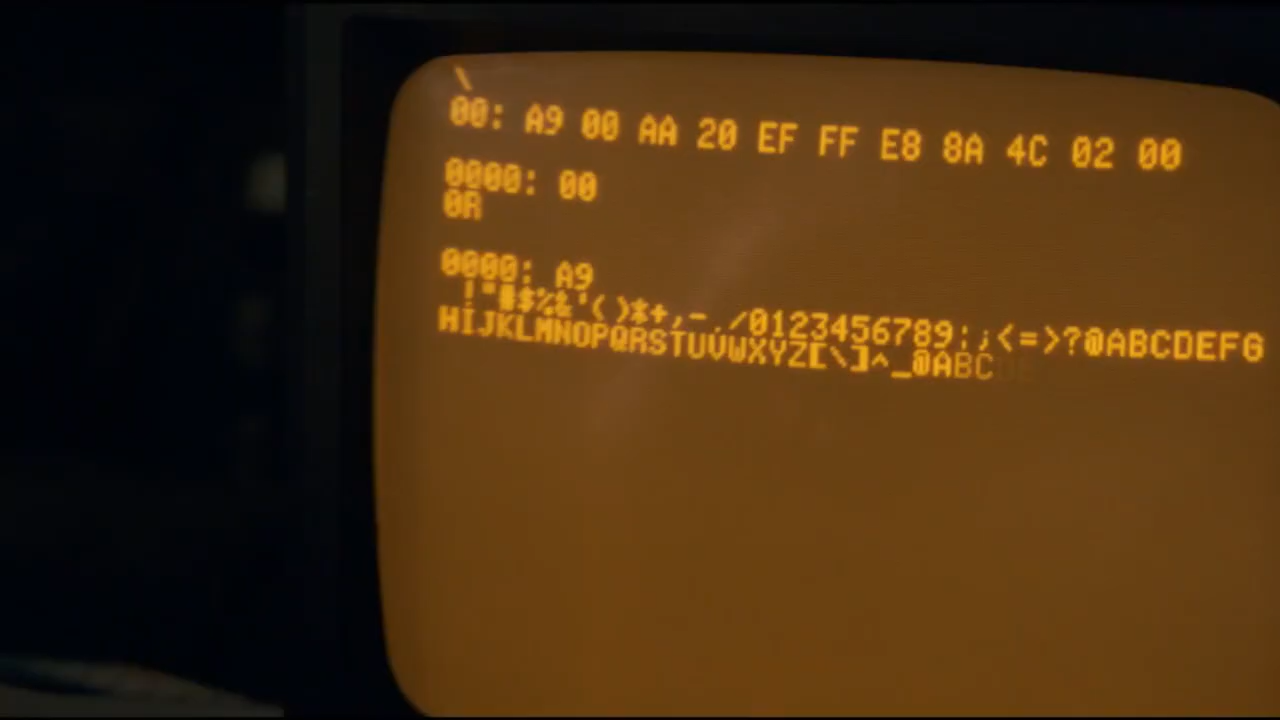 \
00: A9 00 AA 20 EF FF E8 8A 4C 02 00
0000: 00
0R
0000: A9
!"#$%&'()*+,-./0123456789:;<=>?@ABCDEFG
HIJKLMNOPQRSTUVWXYZ[\]^_@ABCDE